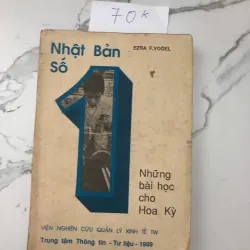 70K
Nhật Bản
EZRA F.VOGEL
Số
1
Những
bài học
cho
Hoa Kỳ
VIỆN NGHIÊN CỨU QUẢN LÝ KINH TẾ TW
Trung tâm Thông tin - Tư liệu - 1989